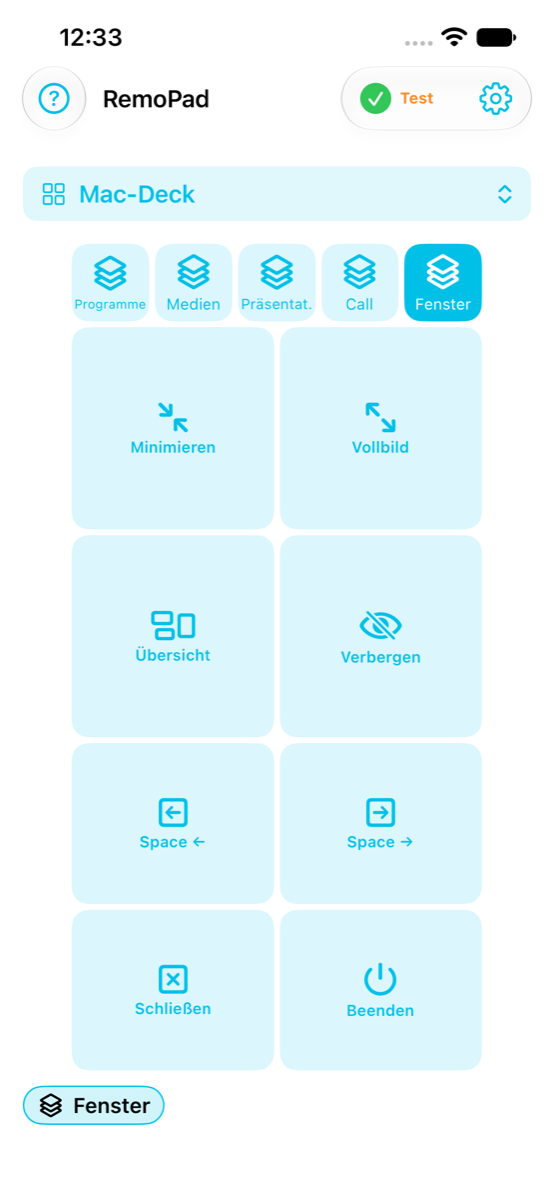 12:33
RemoPad
Test
Mac-Deck
Programme
Medien
Präsentat.
Call
Fenster
Minimieren
Vollbild
Übersicht
Verbergen
Space ←
Space →
Schließen
Beenden
Fenster